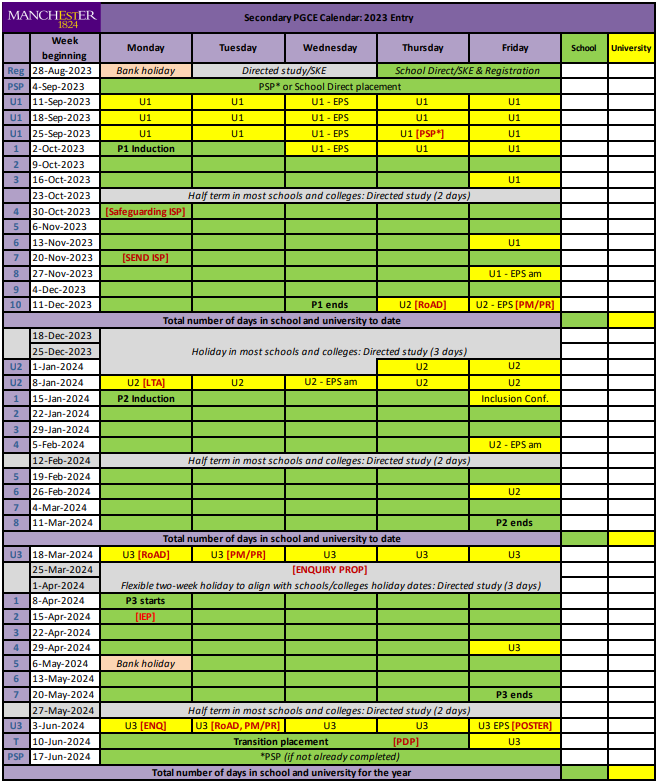 MANCHESTER
1824
Secondary PGCE Calendar: 2023 Entry
Week beginning Monday Tuesday Wednesday Thursday Friday School University
Reg 28-Aug-2023 Bank holiday Directed study/SKE School Direct/SKE & Registration
PSP 4-Sep-2023 PSP* or School Direct placement
U1 11-Sep-2023 U1 U1 U1 - EPS U1 U1
U1 18-Sep-2023 U1 U1 U1 - EPS U1 U1
U1 25-Sep-2023 U1 U1 U1 - EPS U1 [PSP*] U1
1 2-Oct-2023 P1 Induction U1 - EPS U1 U1
2 9-Oct-2023
3 16-Oct-2023 U1
23-Oct-2023 Half term in most schools and colleges: Directed study (2 days)
4 30-Oct-2023 [Safeguarding ISP]
5 6-Nov-2023
6 13-Nov-2023 U1
7 20-Nov-2023 [SEND ISP]
8 27-Nov-2023 U1 - EPS am
9 4-Dec-2023
10 11-Dec-2023 P1 ends U2 [RoAD] U2 - EPS [PM/PR]
Total number of days in school and university to date
18-Dec-2023
25-Dec-2023 Holiday in most schools and colleges: Directed study (3 days)
U2 1-Jan-2024 U2 U2
U2 8-Jan-2024 U2 [LTA] U2 U2 - EPS am U2 U2
1 15-Jan-2024 P2 Induction Inclusion Conf.
2 22-Jan-2024
3 29-Jan-2024
4 5-Feb-2024 U2 - EPS am
12-Feb-2024 Half term in most schools and colleges: Directed study (2 days)
5 19-Feb-2024
6 26-Feb-2024 U2
7 4-Mar-2024
8 11-Mar-2024 P2 ends
Total number of days in school and university to date
U3 18-Mar-2024 U3 [RoAD] U3 [PM/PR] U3 U3 U3
25-Mar-2024 [ENQUIRY PROP]
1-Apr-2024 Flexible two-week holiday to align with schools/colleges holiday dates: Directed study (3 days)
1 8-Apr-2024 P3 starts
2 15-Apr-2024 [IEP]
3 22-Apr-2024
4 29-Apr-2024 U3
5 6-May-2024 Bank holiday
6 13-May-2024
7 20-May-2024 P3 ends
27-May-2024 Half term in most schools and colleges: Directed study (2 days)
U3 3-Jun-2024 U3 [ENQ] U3 [RoAD, PM/PR] U3 U3 U3 EPS [POSTER]
T 10-Jun-2024 Transition placement [PDP] U3
PSP 17-Jun-2024 *PSP (if not already completed)
Total number of days in school and university for the year